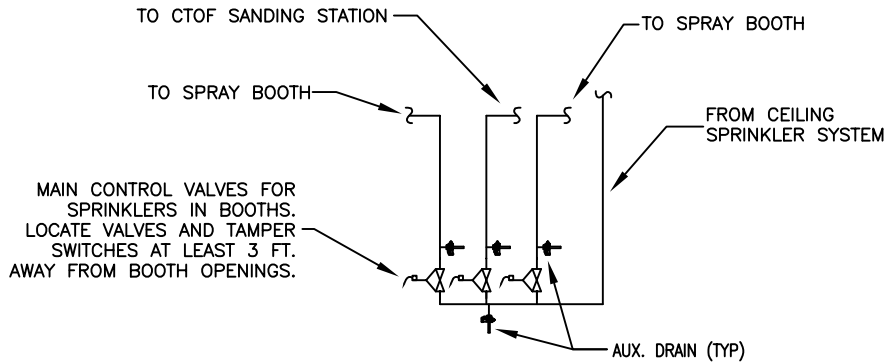 TO CTOF SANDING STATION
TO SPRAY BOOTH
TO SPRAY BOOTH
FROM CEILING
SPRINKLER SYSTEM
MAIN CONTROL VALVES FOR
SPRINKLERS IN BOOTHS.
LOCATE VALVES AND TAMPER
SWITCHES AT LEAST 3 FT.
AWAY FROM BOOTH OPENINGS.
AUX. DRAIN (TYP)